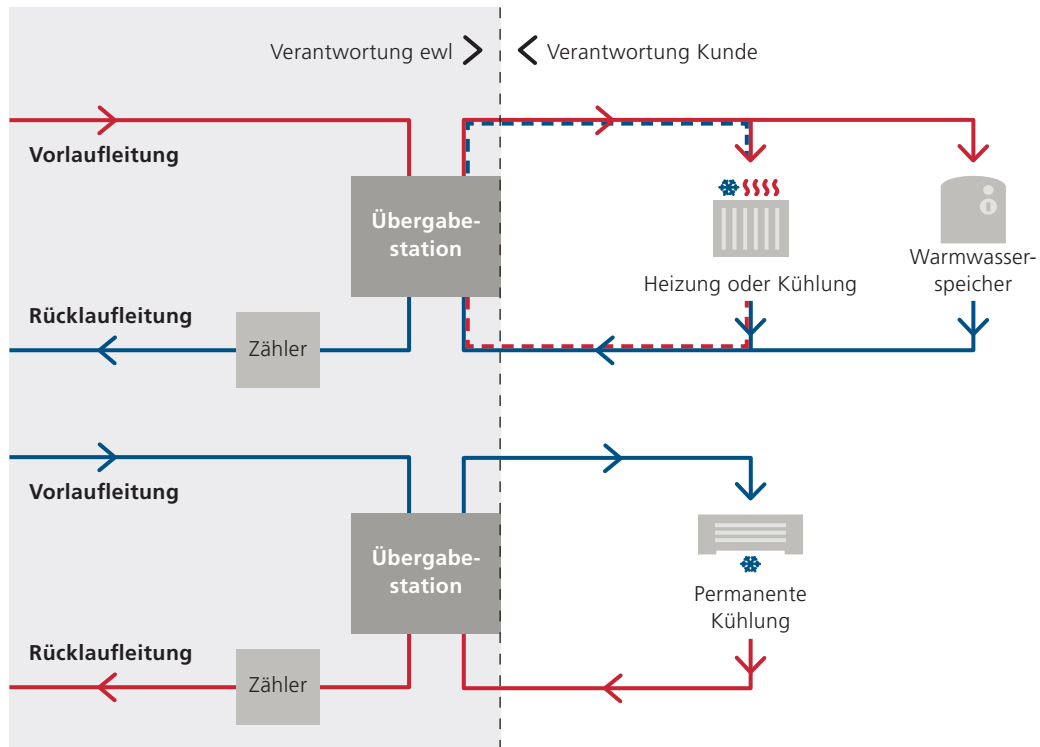 Verantwortung ewl
Verantwortung Kunde
Vorlaufleitung
Übergabe-
station
Heizung oder Kühlung
Warmwasser-
speicher
Rücklaufleitung
Zähler
Vorlaufleitung
Übergabe-
station
Permanente
Kühlung
Rücklaufleitung
Zähler